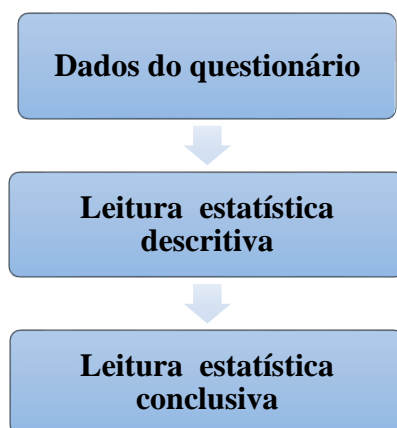 Dados do questionário
Leitura estatística
descritiva
Leitura estatística
conclusiva